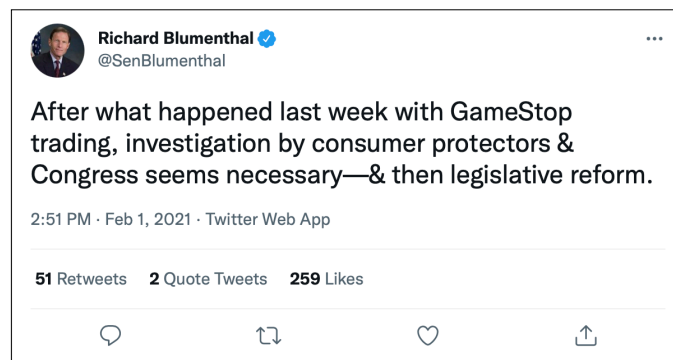 Richard Blumenthal
@SenBlumenthal
After what happened last week with GameStop
trading, investigation by consumer protectors &
Congress seems necessary—& then legislative reform.
2:51 PM · Feb 1, 2021 · Twitter Web App
51 Retweets 2 Quote Tweets 259 Likes